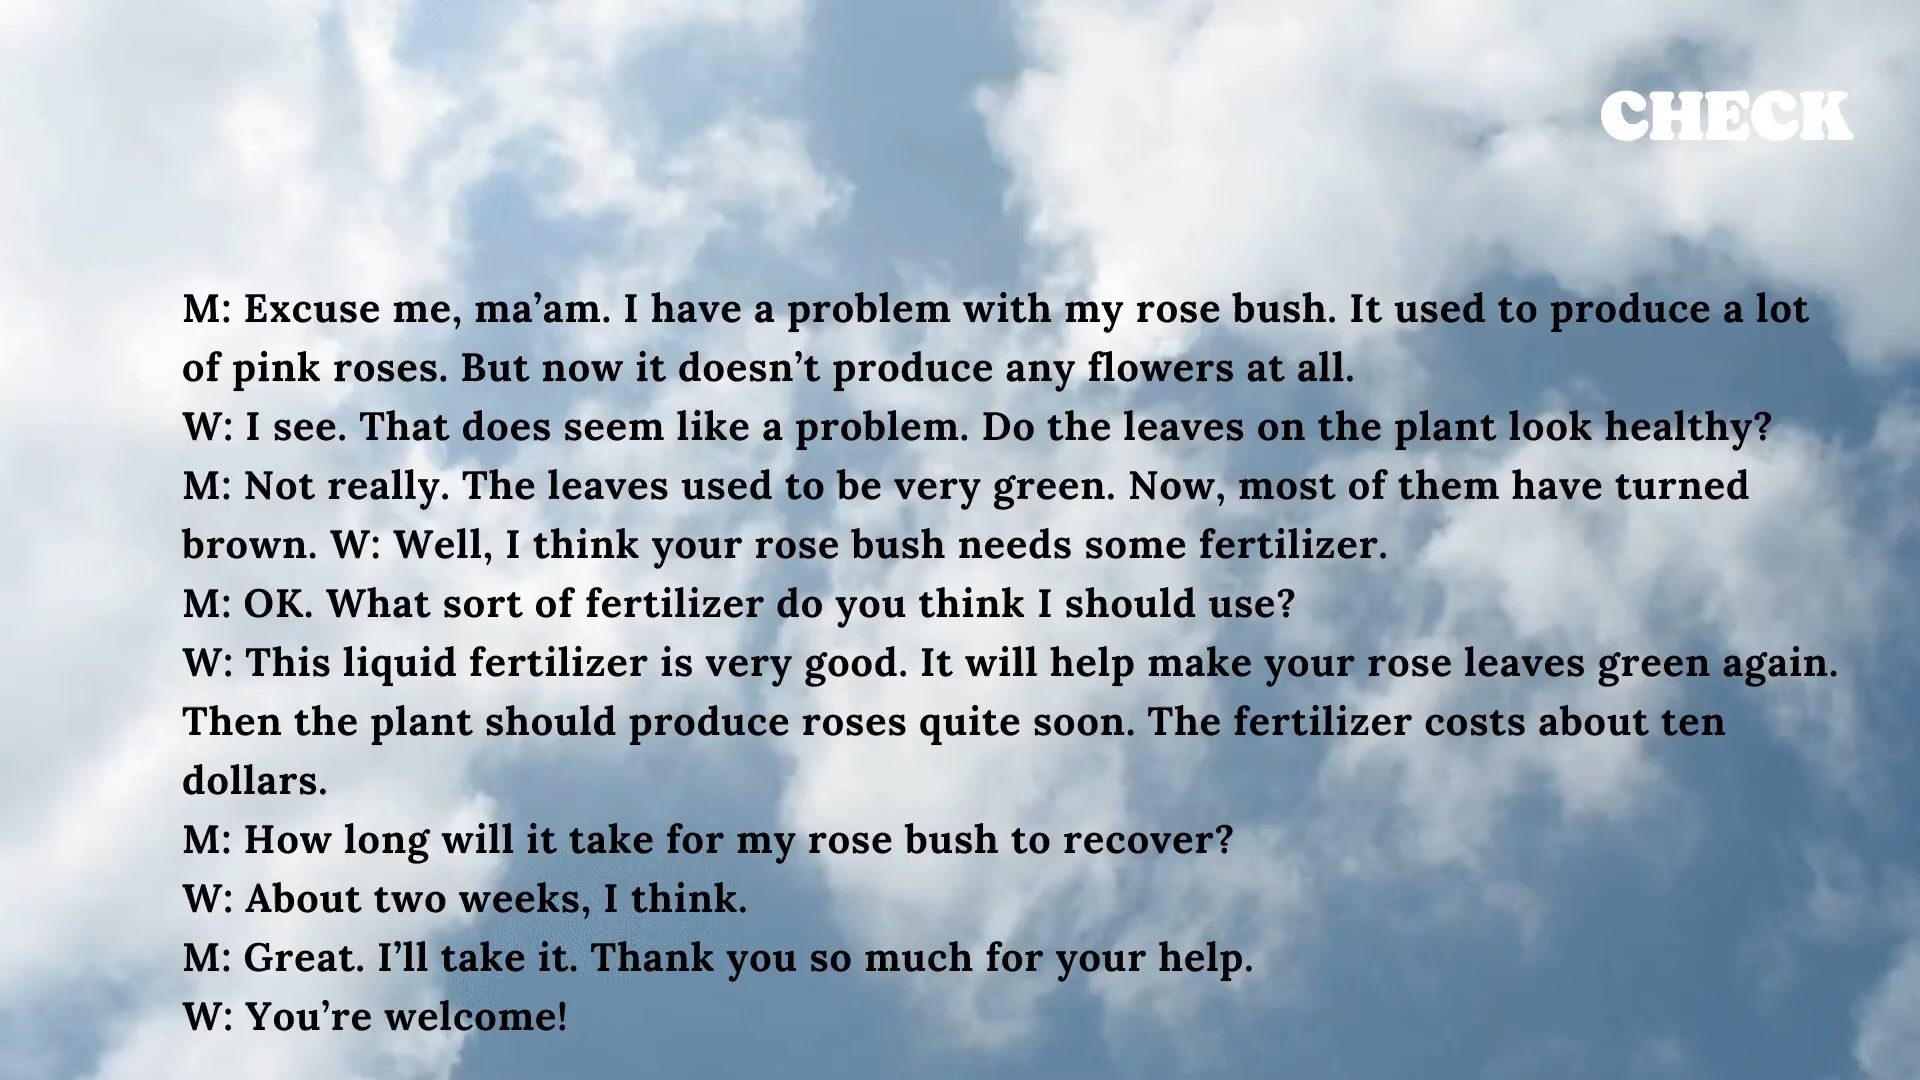 CHECK
M: Excuse me, ma’am. I have a problem with my rose bush. It used to produce a lot
of pink roses. But now it doesn’t produce any flowers at all.
W: I see. That does seem like a problem. Do the leaves on the plant look healthy?
M: Not really. The leaves used to be very green. Now, most of them have turned
brown. W: Well, I think your rose bush needs some fertilizer.
M: OK. What sort of fertilizer do you think I should use?
W: This liquid fertilizer is very good. It will help make your rose leaves green again.
Then the plant should produce roses quite soon. The fertilizer costs about ten
dollars.
M: How long will it take for my rose bush to recover?
W: About two weeks, I think.
M: Great. I’ll take it. Thank you so much for your help.
W: You’re welcome!